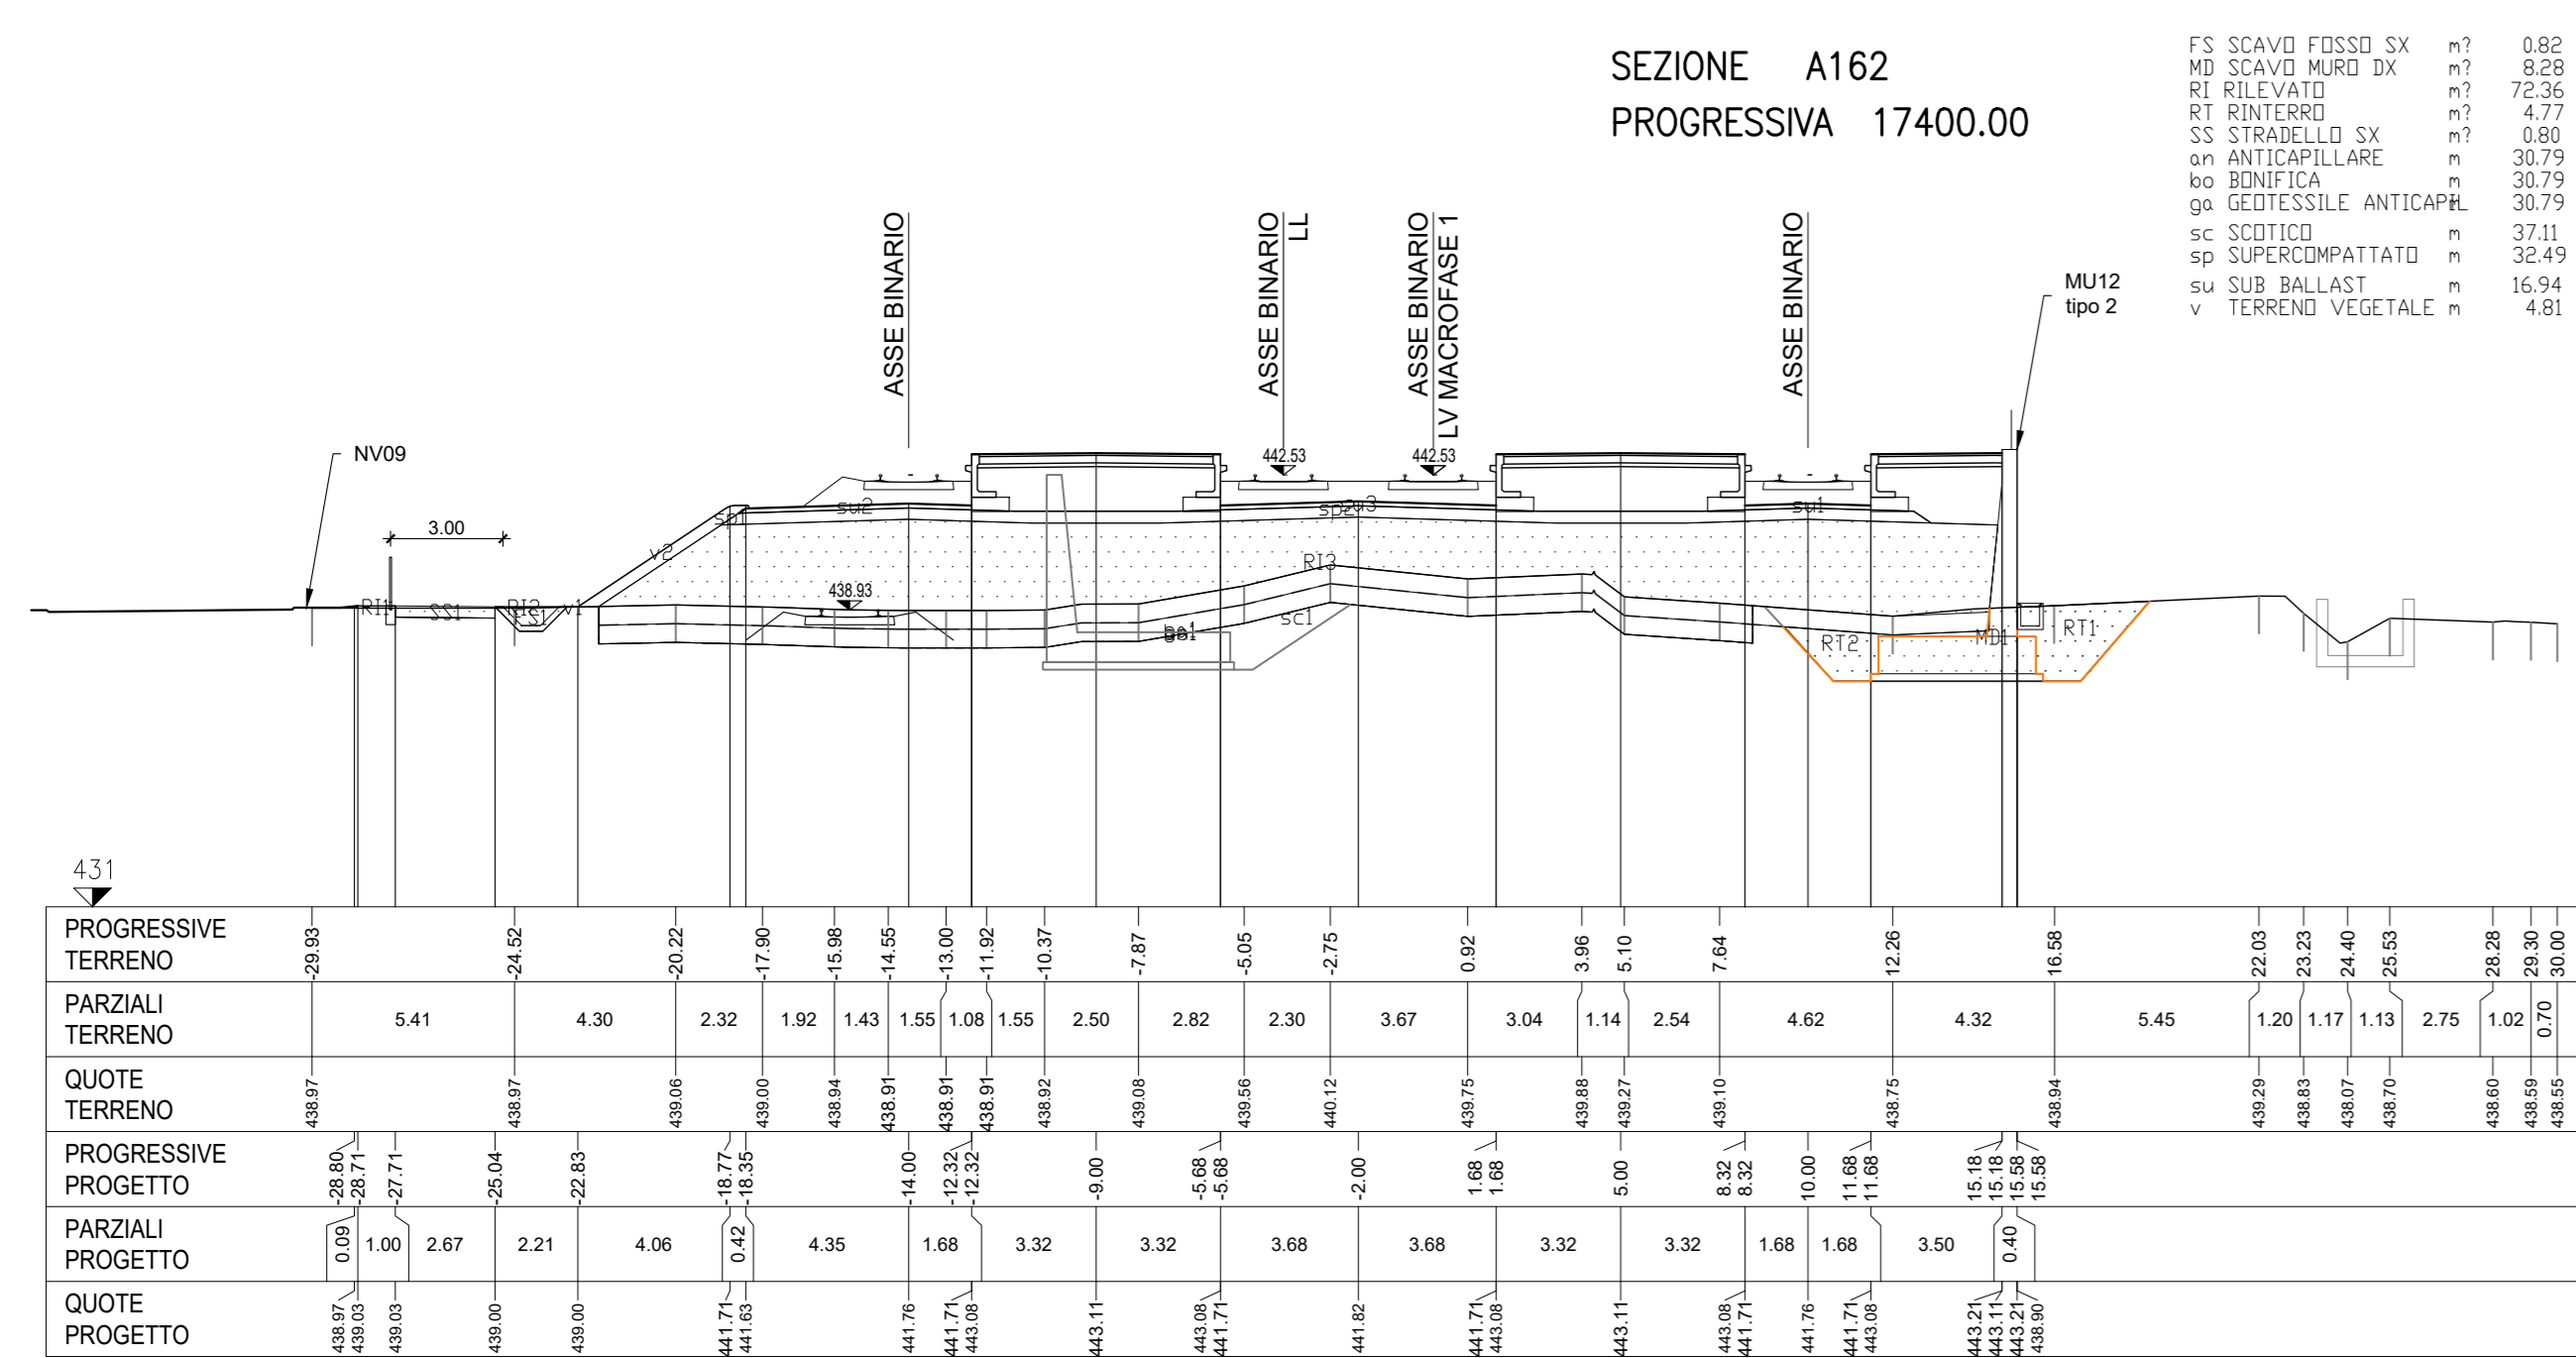 SEZIONE A162
PROGRESSIVA 17400.00
FS SCAVO FOSSO SX m? 0.82
MD SCAVO MURO DX m? 8.28
RI RILEVATO m? 72.36
RT RINTERRO m? 4.77
SS STRADELLO SX m? 0.80
an ANTICAPILLARE m 30.79
bo BONIFICA m 30.79
ga GEOTESSILE ANTICAPIL m 30.79
sc SCOTICO m 37.11
sp SUPERCOMPATTATO m 32.49
su SUB BALLAST m 16.94
v TERRENO VEGETALE m 4.81
ASSE BINARIO
ASSE BINARIO
LL
ASSE BINARIO
LV MACROFASE 1
ASSE BINARIO
MU12
tipo 2
NV09
442.53
442.53
3.00
438.93
su2
sp1
sp2
su3
su1
v2
RI3
RI1
SS1
RI2
FS1
v1
sc1
RT2
MD1
RT1
431
PROGRESSIVE
TERRENO
-29.93 -24.52 -20.22 -17.90 -15.98 -14.55 -13.00 -11.92 -10.37 -7.87 -5.05 -2.75 0.92 3.96 5.10 7.64 12.26 16.58 22.03 23.23 24.40 25.53 28.28 29.30 30.00
PARZIALI
TERRENO
5.41 4.30 2.32 1.92 1.43 1.55 1.08 1.55 2.50 2.82 2.30 3.67 3.04 1.14 2.54 4.62 4.32 5.45 1.20 1.17 1.13 2.75 1.02 0.70
QUOTE
TERRENO
438.97 438.97 439.06 439.00 438.94 438.91 438.91 438.91 438.92 439.08 439.56 440.12 439.75 439.88 439.27 439.10 438.75 438.94 439.29 438.83 438.07 438.70 438.60 438.59 438.55
PROGRESSIVE
PROGETTO
-28.80 -28.71 -27.71 -25.04 -22.83 -18.77 -18.35 -14.00 -12.32 -12.32 -9.00 -5.68 -5.68 -2.00 1.68 1.68 5.00 8.32 8.32 10.00 11.68 11.68 15.18 15.18 15.58 15.58
PARZIALI
PROGETTO
0.09 1.00 2.67 2.21 4.06 0.42 4.35 1.68 3.32 3.32 3.68 3.68 3.32 3.32 1.68 1.68 3.50 0.40
QUOTE
PROGETTO
438.97 439.03 439.03 439.00 439.00 441.71 441.63 441.76 441.71 443.08 443.11 443.08 441.71 441.82 441.71 443.08 443.11 443.08 441.71 441.76 441.71 443.08 443.21 443.11 443.21 438.90